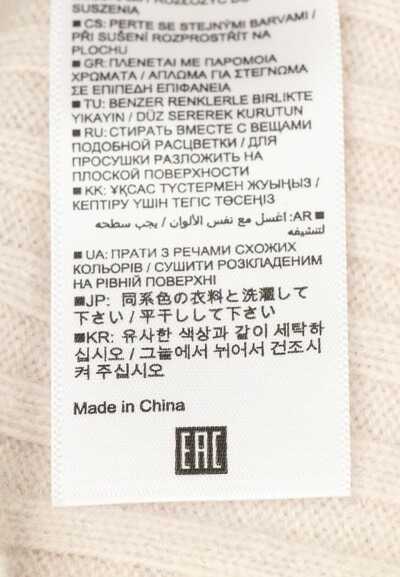 SUSZENIA
■ CS: PERTE SE STEJNÝMI BARVAMI /
PŘI SUŠENÍ ROZPROSTŘÍT NA
PLOCHU
■ GR: ΠΛΕΝΕΤΑΙ ΜΕ ΠΑΡΟΜΟΙΑ
ΧΡΩΜΑΤΑ / ΑΠΛΩΜΑ ΓΙΑ ΣΤΕΓΝΩΜΑ
ΣΕ ΕΠΙΠΕΔΗ ΕΠΙΦΑΝΕΙΑ
■ TU: BENZER RENKLERLE BIRLIKTE
YIKAYIN / DÜZ SEREREK KURUTUN
■ RU: СТИРАТЬ ВМЕСТЕ С ВЕЩАМИ
ПОДОБНОЙ РАСЦВЕТКИ / ДЛЯ
ПРОСУШКИ РАЗЛОЖИТЬ НА
ПЛОСКОЙ ПОВЕРХНОСТИ
■ KK: ҰҚСАС ТҮСТЕРМЕН ЖУЫҢЫЗ /
КЕПТІРУ ҮШІН ТЕГІС ТӨСЕҢІЗ
■ AR: اغسل مع نفس الألوان / يجب سطحه
لتنشيفه
■ UA: ПРАТИ З РЕЧАМИ СХОЖИХ
КОЛЬОРІВ / СУШИТИ РОЗКЛАДЕНИМ
НА РІВНІЙ ПОВЕРХНІ
■JP: 同系色の衣料と洗濯して
下さい / 平干しして下さい
■KR: 유사한 색상과 같이 세탁하
십시오 / 그늘에서 뉘어서 건조시
켜 주십시오
Made in China
EAC